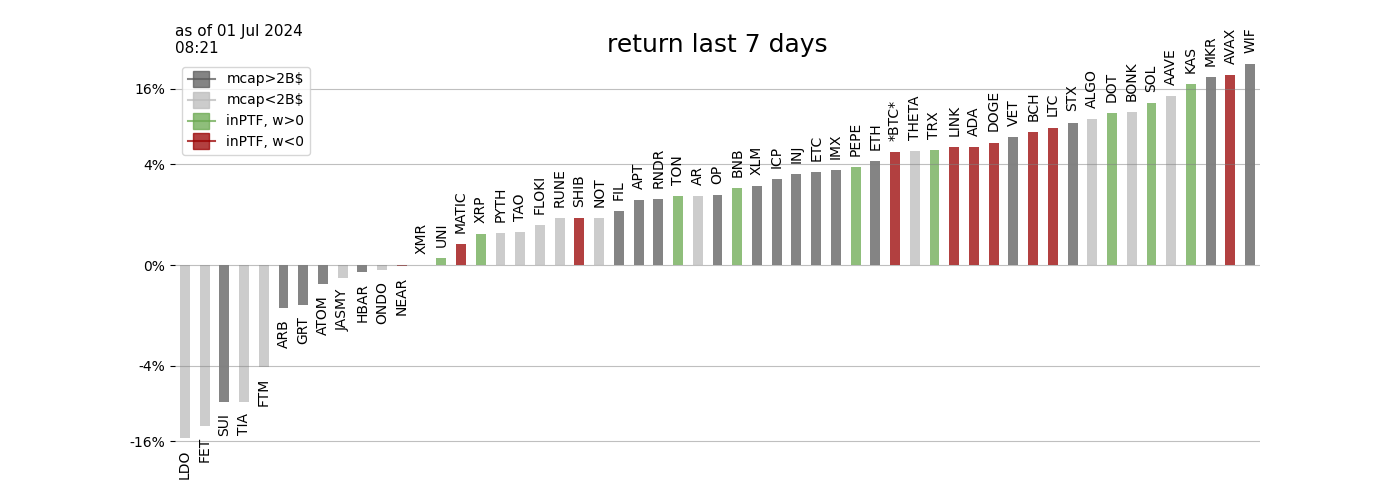 as of 01 Jul 2024
08:21
return last 7 days
mcap>2B$
mcap<2B$
inPTF, w>0
inPTF, w<0
16%
4%
0%
-4%
-16%
LDO
FET
SUI
TIA
FTM
ARB
GRT
ATOM
JASMY
HBAR
ONDO
NEAR
XMR
UNI
MATIC
XRP
PYTH
TAO
FLOKI
RUNE
SHIB
NOT
FIL
APT
RNDR
TON
AR
OP
BNB
XLM
ICP
INJ
ETC
IMX
PEPE
ETH
*BTC*
THETA
TRX
LINK
ADA
DOGE
VET
BCH
LTC
STX
ALGO
DOT
BONK
SOL
AAVE
KAS
MKR
AVAX
WIF